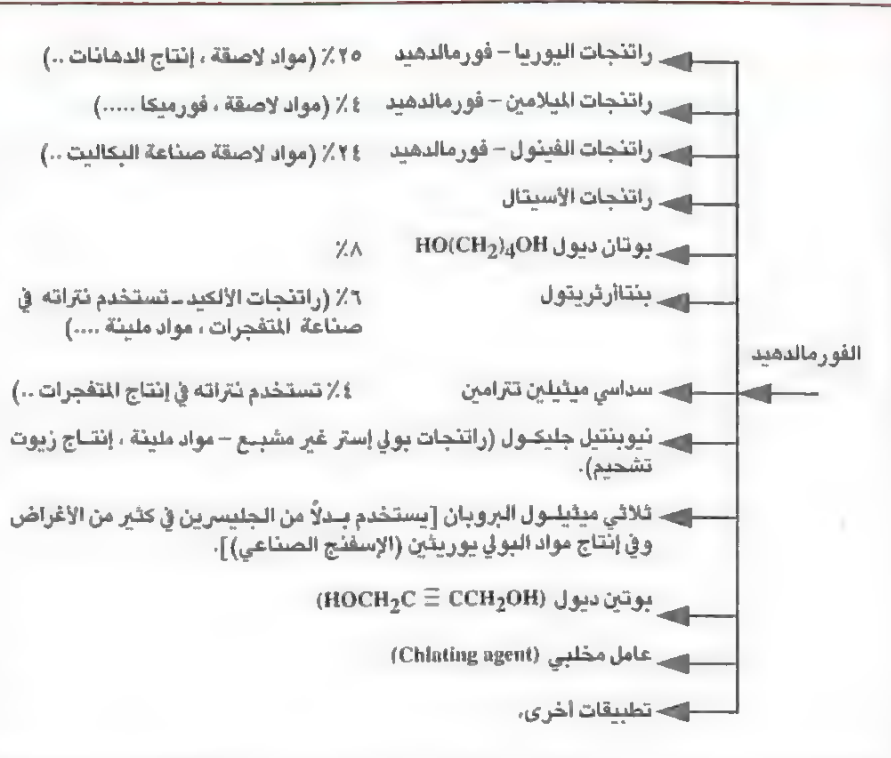 راتنجات اليوريا – فورمالدهيد ٢٥٪ (مواد لاصقة ، إنتاج الدهانات ..)
راتنجات الميلامين – فورمالدهيد ٤٪ (مواد لاصقة ، فورميكا .....)
راتنجات الفينول – فورمالدهيد ٢٤٪ (مواد لاصقة صناعة البكاليت ..)
راتنجات الأسيتال
بوتان ديول HO(CH₂)₄OH ٨٪
بنتاأرثريتول ٦٪ (راتنجات الألكيد – تستخدم نتراته في
صناعة المتفجرات ، مواد ملينة ....)
الفورمالدهيد
سداسي ميثيلين تترامين ٤٪ تستخدم نتراته في إنتاج المتفجرات ..)
نيوبنتيل جليكول (راتنجات بولي إستر غير مشبع – مواد ملينة ، إنتاج زيوت
تشحيم).
ثلاثي ميثيلول البروبان [يستخدم بدلاً من الجليسرين في كثير من الأغراض
وفي إنتاج مواد البولي يوريثين (الإسفنج الصناعي)].
بوتين ديول (HOCH₂C ≡ CCH₂OH)
عامل مخلبي (Chlating agent)
تطبيقات أخرى.